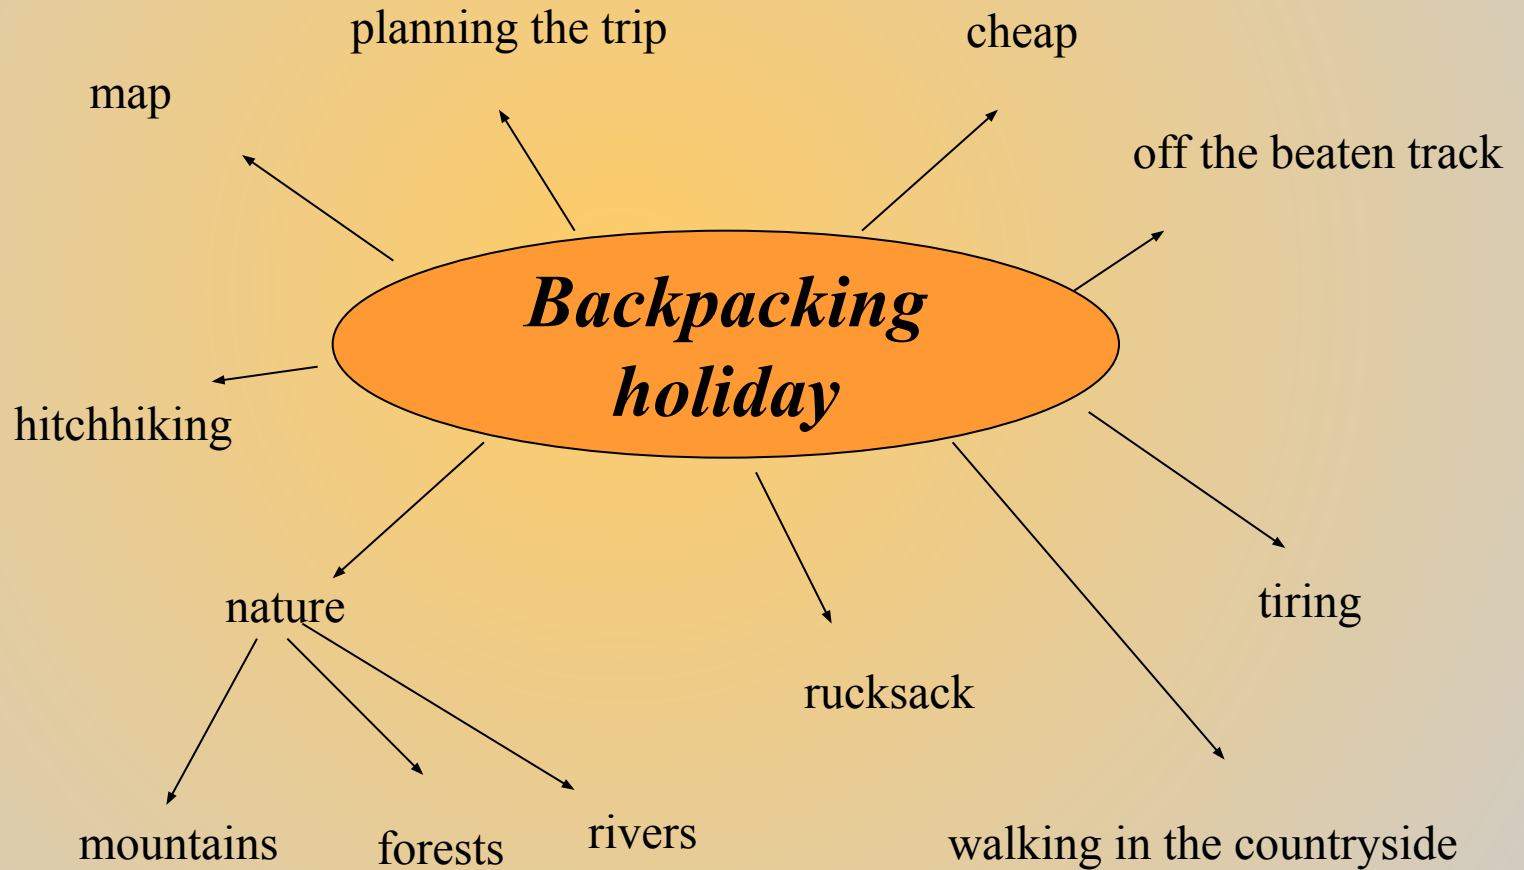 planning the trip
cheap
map
off the beaten track
Backpacking
holiday
hitchhiking
nature
tiring
rucksack
mountains
forests
rivers
walking in the countryside